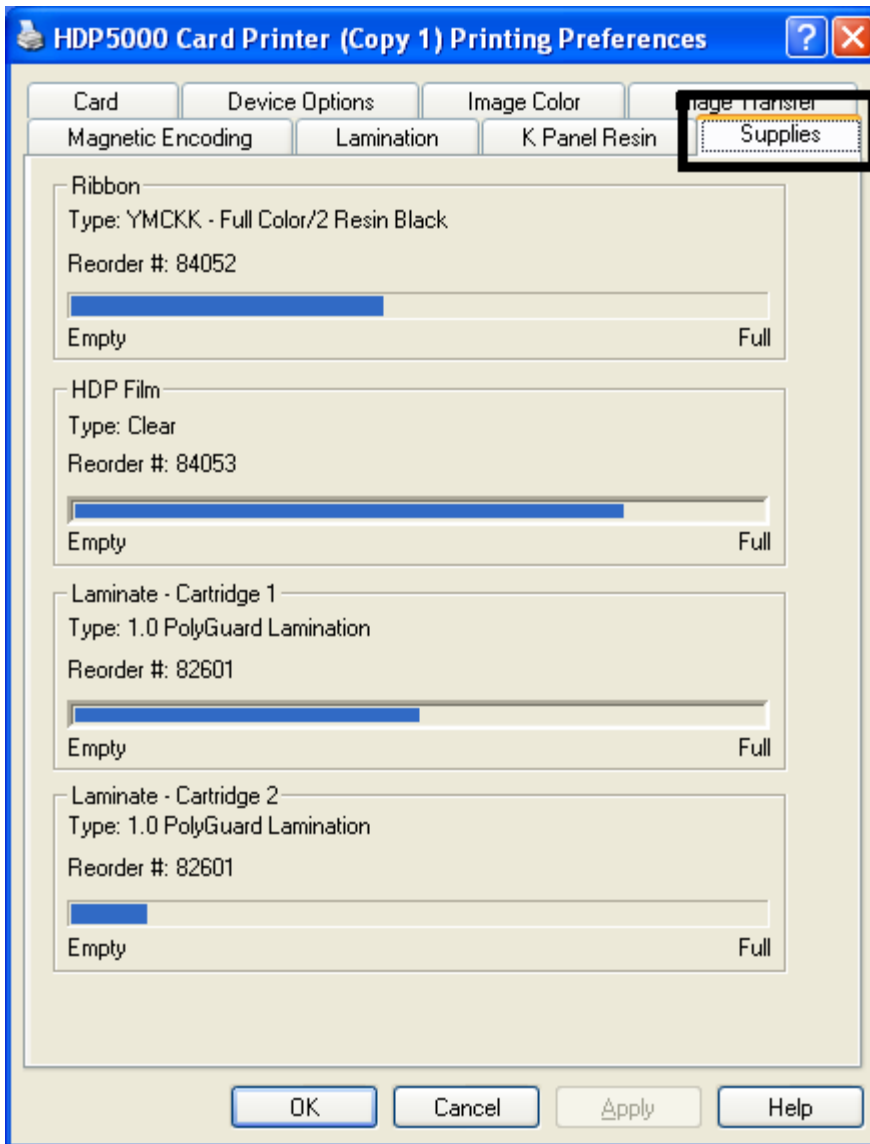 HDP5000 Card Printer (Copy 1) Printing Preferences
Card Device Options Image Color Image Transfer
Magnetic Encoding Lamination K Panel Resin Supplies
Ribbon
Type: YMCKK - Full Color/2 Resin Black
Reorder #: 84052
Empty Full
HDP Film
Type: Clear
Reorder #: 84053
Empty Full
Laminate - Cartridge 1
Type: 1.0 PolyGuard Lamination
Reorder #: 82601
Empty Full
Laminate - Cartridge 2
Type: 1.0 PolyGuard Lamination
Reorder #: 82601
Empty Full
OK Cancel Apply Help